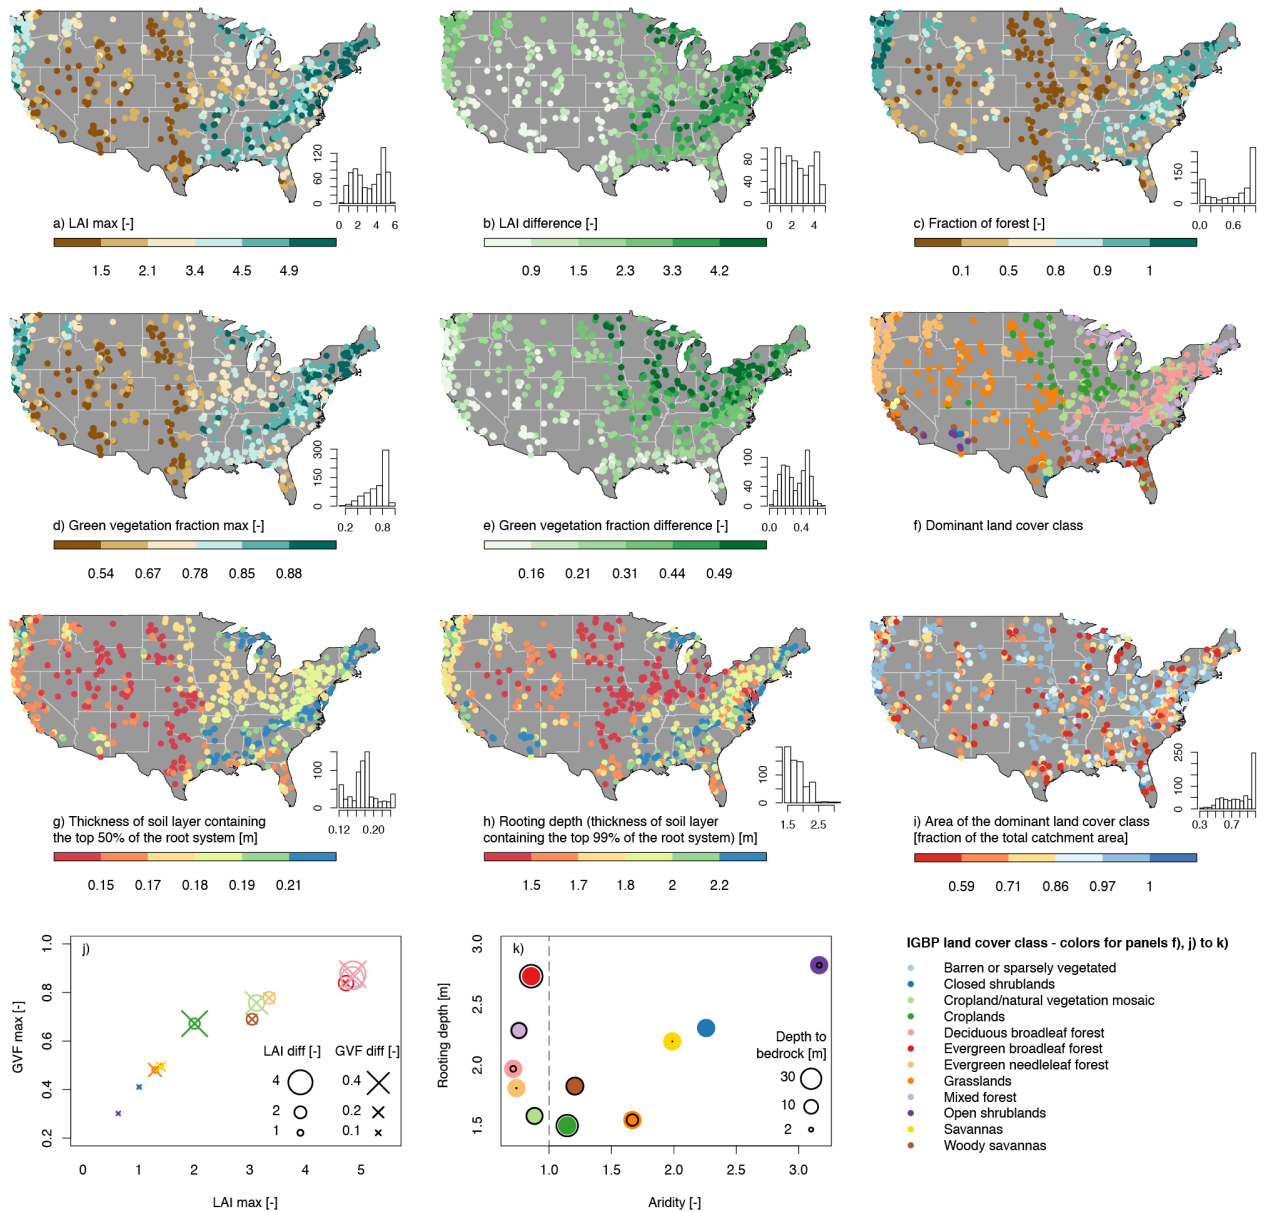 120
60
0
0 2 4 6
a) LAI max [-]
1.5 2.1 3.4 4.5 4.9
80
40
0
0 2 4
b) LAI difference [-]
0.9 1.5 2.3 3.3 4.2
150
0
0.0 0.6
c) Fraction of forest [-]
0.1 0.5 0.8 0.9 1
300
150
0
0.2 0.8
d) Green vegetation fraction max [-]
0.54 0.67 0.78 0.85 0.88
100
40
0
0.0 0.4
e) Green vegetation fraction difference [-]
0.16 0.21 0.31 0.44 0.49
f) Dominant land cover class
100
0
0.12 0.20
g) Thickness of soil layer containing
the top 50% of the root system [m]
0.15 0.17 0.18 0.19 0.21
100
0
1.5 2.5
h) Rooting depth (thickness of soil layer
containing the top 99% of the root system) [m]
1.5 1.7 1.8 2 2.2
250
100
0
0.3 0.7
i) Area of the dominant land cover class
[fraction of the total catchment area]
0.59 0.71 0.86 0.97 1
j)
GVF max [-]
1.0
0.8
0.6
0.4
0.2
LAI diff [-] GVF diff [-]
4 0.4
2 0.2
1 0.1
0 1 2 3 4 5
LAI max [-]
k)
Rooting depth [m]
3.0
2.5
2.0
1.5
Depth to
bedrock [m]
30
10
2
1.0 1.5 2.0 2.5 3.0
Aridity [-]
IGBP land cover class - colors for panels f), j) to k)
Barren or sparsely vegetated
Closed shrublands
Cropland/natural vegetation mosaic
Croplands
Deciduous broadleaf forest
Evergreen broadleaf forest
Evergreen needleleaf forest
Grasslands
Mixed forest
Open shrublands
Savannas
Woody savannas